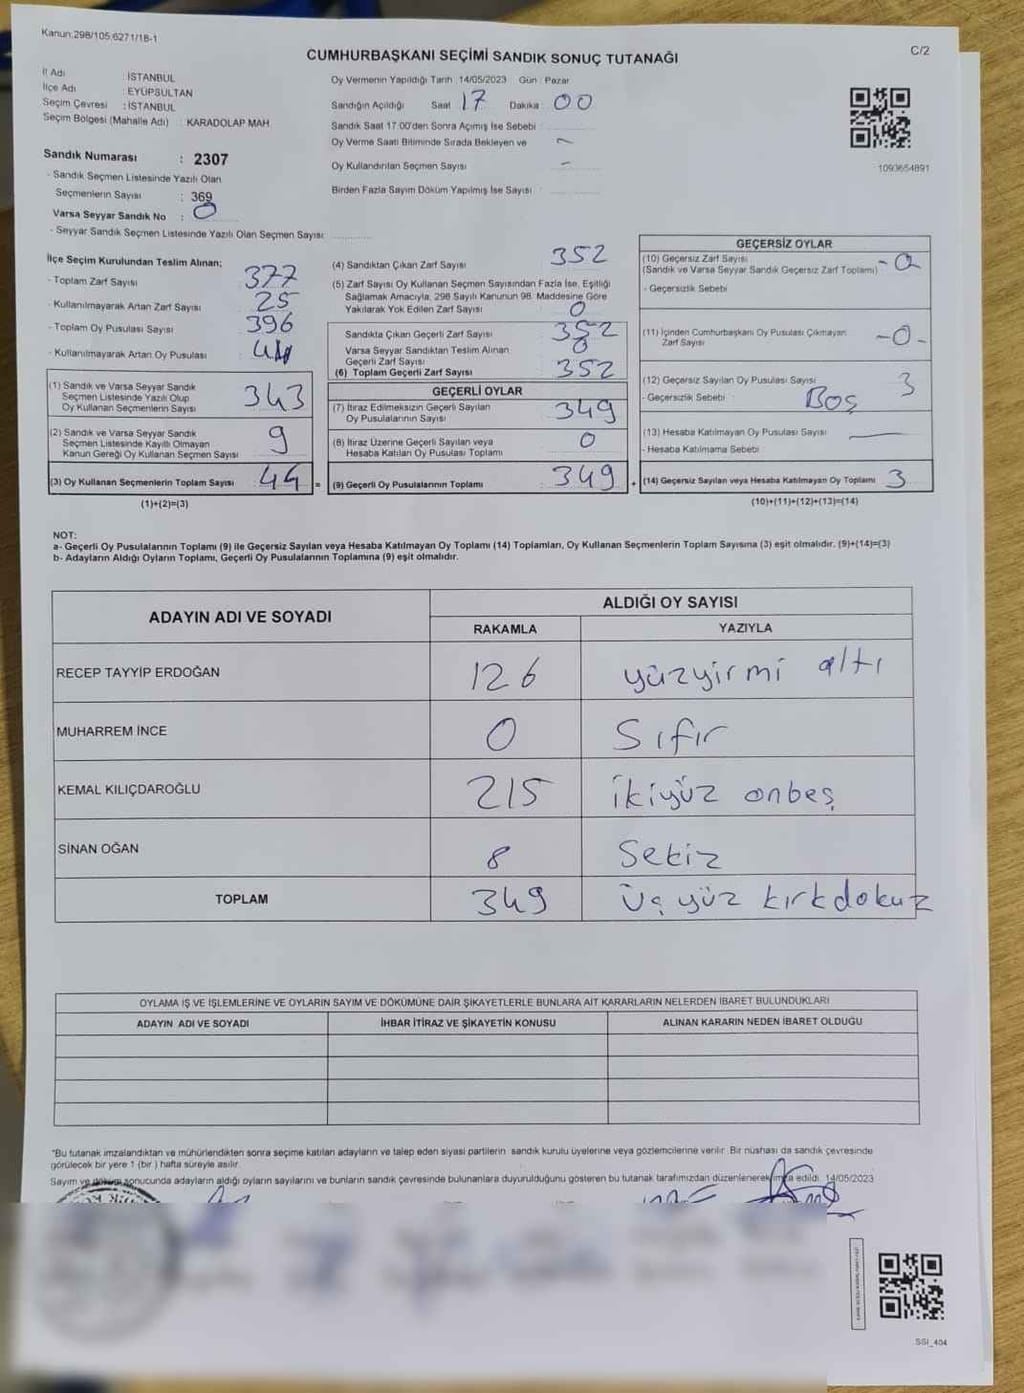 Kanun:298/105,6271/18-1
C/2
CUMHURBAŞKANI SEÇİMİ SANDIK SONUÇ TUTANAĞI
İl Adı : İSTANBUL
İlçe Adı : EYÜPSULTAN
Seçim Çevresi : İSTANBUL
Seçim Bölgesi (Mahalle Adı) : KARADOLAP MAH
Sandık Numarası : 2307
- Sandık Seçmen Listesinde Yazılı Olan
Seçmenlerin Sayısı : 369
Varsa Seyyar Sandık No : 0
- Seyyar Sandık Seçmen Listesinde Yazılı Olan Seçmen Sayısı:
Oy Vermenin Yapıldığı Tarih :14/05/2023 Gün : Pazar
Sandığın Açıldığı Saat 17 Dakika : 00
Sandık Saat 17:00'den Sonra Açımış İse Sebebi :
Oy Verme Saati Bitiminde Sırada Bekleyen ve
Oy Kullandırılan Seçmen Sayısı : -
Birden Fazla Sayım Döküm Yapılmış İse Sayısı :
1093654891
İlçe Seçim Kurulundan Teslim Alınan;
- Toplam Zarf Sayısı : 377
- Kullanılmayarak Artan Zarf Sayısı : 25
- Toplam Oy Pusulası Sayısı : 396
- Kullanılmayarak Artan Oy Pusulası :
(1) Sandık ve Varsa Seyyar Sandık
Seçmen Listesinde Yazılı Olup
Oy Kullanan Seçmenlerin Sayısı : 343
(2) Sandık ve Varsa Seyyar Sandık
Seçmen Listesinde Kayıtlı Olmayan
Kanun Gereği Oy Kullanan Seçmen Sayısı : 9
(3) Oy Kullanan Seçmenlerin Toplam Sayısı : 44 =
(1)+(2)=(3)
(4) Sandıktan Çıkan Zarf Sayısı : 352
(5) Zarf Sayısı Oy Kullanan Seçmen Sayısından Fazla İse, Eşitliği
Sağlamak Amacıyla, 298 Sayılı Kanunun 98. Maddesine Göre
Yakılarak Yok Edilen Zarf Sayısı : 0
Sandıkta Çıkan Geçerli Zarf Sayısı : 352
Varsa Seyyar Sandıktan Teslim Alınan
Geçerli Zarf Sayısı : 0
(6) Toplam Geçerli Zarf Sayısı : 352
GEÇERLİ OYLAR
(7) İtiraz Edilmeksizin Geçerli Sayılan
Oy Pusulalarının Sayısı : 349
(8) İtiraz Üzerine Geçerli Sayılan veya
Hesaba Katılan Oy Pusulası Toplamı : 0
(9) Geçerli Oy Pusulalarının Toplamı : 349 +
GEÇERSİZ OYLAR
(10) Geçersiz Zarf Sayısı
(Sandık ve Varsa Seyyar Sandık Geçersiz Zarf Toplamı) -0
- Geçersizlik Sebebi
(11) İçinden Cumhurbaşkanı Oy Pusulası Çıkmayan
Zarf Sayısı -0-
(12) Geçersiz Sayılan Oy Pusulası Sayısı 3
- Geçersizlik Sebebi : Boş
(13) Hesaba Katılmayan Oy Pusulası Sayısı —
- Hesaba Katılmama Sebebi
(14) Geçersiz Sayılan veya Hesaba Katılmayan Oy Toplamı 3
(10)+(11)+(12)+(13)=(14)
NOT:
a- Geçerli Oy Pusulalarının Toplamı (9) ile Geçersiz Sayılan veya Hesaba Katılmayan Oy Toplamı (14) Toplamları, Oy Kullanan Seçmenlerin Toplam Sayısına (3) eşit olmalıdır. (9)+(14)=(3)
b- Adayların Aldığı Oyların Toplamı, Geçerli Oy Pusulalarının Toplamına (9) eşit olmalıdır.
ADAYIN ADI VE SOYADI
ALDIĞI OY SAYISI
RAKAMLA YAZIYLA
RECEP TAYYİP ERDOĞAN 126 yüzyirmi altı
MUHARREM İNCE 0 Sıfır
KEMAL KILIÇDAROĞLU 215 ikiyüz onbeş
SİNAN OĞAN 8 Sekiz
TOPLAM 349 üçyüz kırkdokuz
OYLAMA İŞ VE İŞLEMLERİNE VE OYLARIN SAYIM VE DÖKÜMÜNE DAİR ŞİKAYETLERLE BUNLARA AİT KARARLARIN NELERDEN İBARET BULUNDUKLARI
ADAYIN ADI VE SOYADI İHBAR İTİRAZ VE ŞİKAYETİN KONUSU ALINAN KARARIN NEDEN İBARET OLDUĞU
"Bu tutanak imzalandıktan ve mühürlendikten sonra seçime katılan adayların ve talep eden siyasi partilerin sandık kurulu üyelerine veya gözlemcilerine verilir. Bir nüshası da sandık çevresinde
görülecek bir yere 1 (bir ) hafta süreyle asılır.
Sayım ve döküm sonucunda adayların aldığı oyların sayılarını ve bunların sandık çevresinde bulunanlara duyurulduğunu gösteren bu tutanak tarafımızdan düzenlenerek imza edildi. 14/05/2023
SGI_404